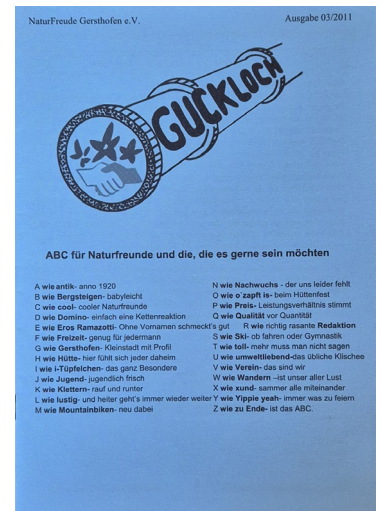 NaturFreude Gersthofen e.V.
Ausgabe 03/2011
GUCKLOCH
ABC für Naturfreunde und die, die es gerne sein möchten
A wie antik- anno 1920
B wie Bergsteigen- babyleicht
C wie cool- cooler Naturfreunde
D wie Domino- einfach eine Kettenreaktion
E wie Eros Ramazotti- Ohne Vornamen schmeckt's gut
F wie Freizeit- genug für jedermann
G wie Gersthofen- Kleinstadt mit Profil
H wie Hütte- hier fühlt sich jeder daheim
I wie i-Tüpfelchen- das ganz Besondere
J wie Jugend- jugendlich frisch
K wie Klettern- rauf und runter
L wie lustig- und heiter geht's immer wieder weiter
M wie Mountainbiken- neu dabei
N wie Nachwuchs - der uns leider fehlt
O wie o`zapft is- beim Hüttenfest
P wie Preis- Leistungsverhältnis stimmt
Q wie Qualität vor Quantität
R wie richtig rasante Redaktion
S wie Ski- ob fahren oder Gymnastik
T wie toll- mehr muss man nicht sagen
U wie umweltliebend-das übliche Klischee
V wie Verein- das sind wir
W wie Wandern –ist unser aller Lust
X wie xund- sammer alle miteinander
Y wie Yippie yeah- immer was zu feiern
Z wie zu Ende- ist das ABC.